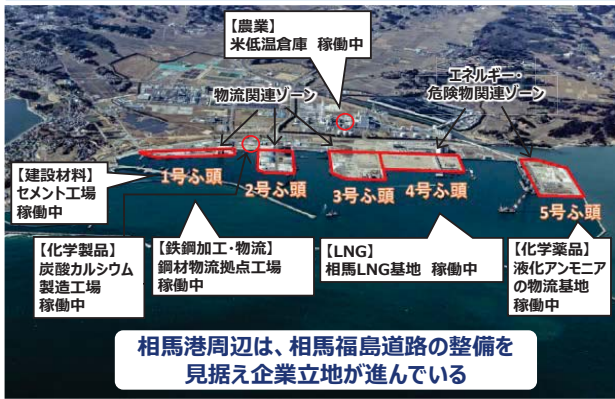 【農業】
米低温倉庫 稼働中
物流関連ゾーン
エネルギー・
危険物関連ゾーン
1号ふ頭
2号ふ頭
3号ふ頭
4号ふ頭
5号ふ頭
【建設材料】
セメント工場
稼働中
【化学製品】
炭酸カルシウム
製造工場
稼働中
【鉄鋼加工・物流】
鋼材物流拠点工場
稼働中
【LNG】
相馬LNG基地 稼働中
【化学薬品】
液化アンモニア
の物流基地
稼働中
相馬港周辺は、相馬福島道路の整備を
見据え企業立地が進んでいる